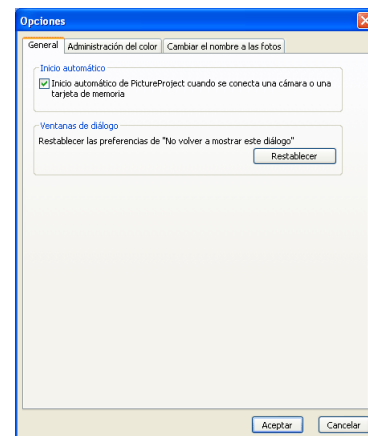 Opciones
General
Administración del color
Cambiar el nombre a las fotos
Inicio automático
Inicio automático de PictureProject cuando se conecta una cámara o una
tarjeta de memoria
Ventanas de diálogo
Restablecer las preferencias de "No volver a mostrar este diálogo"
Restablecer
Aceptar
Cancelar